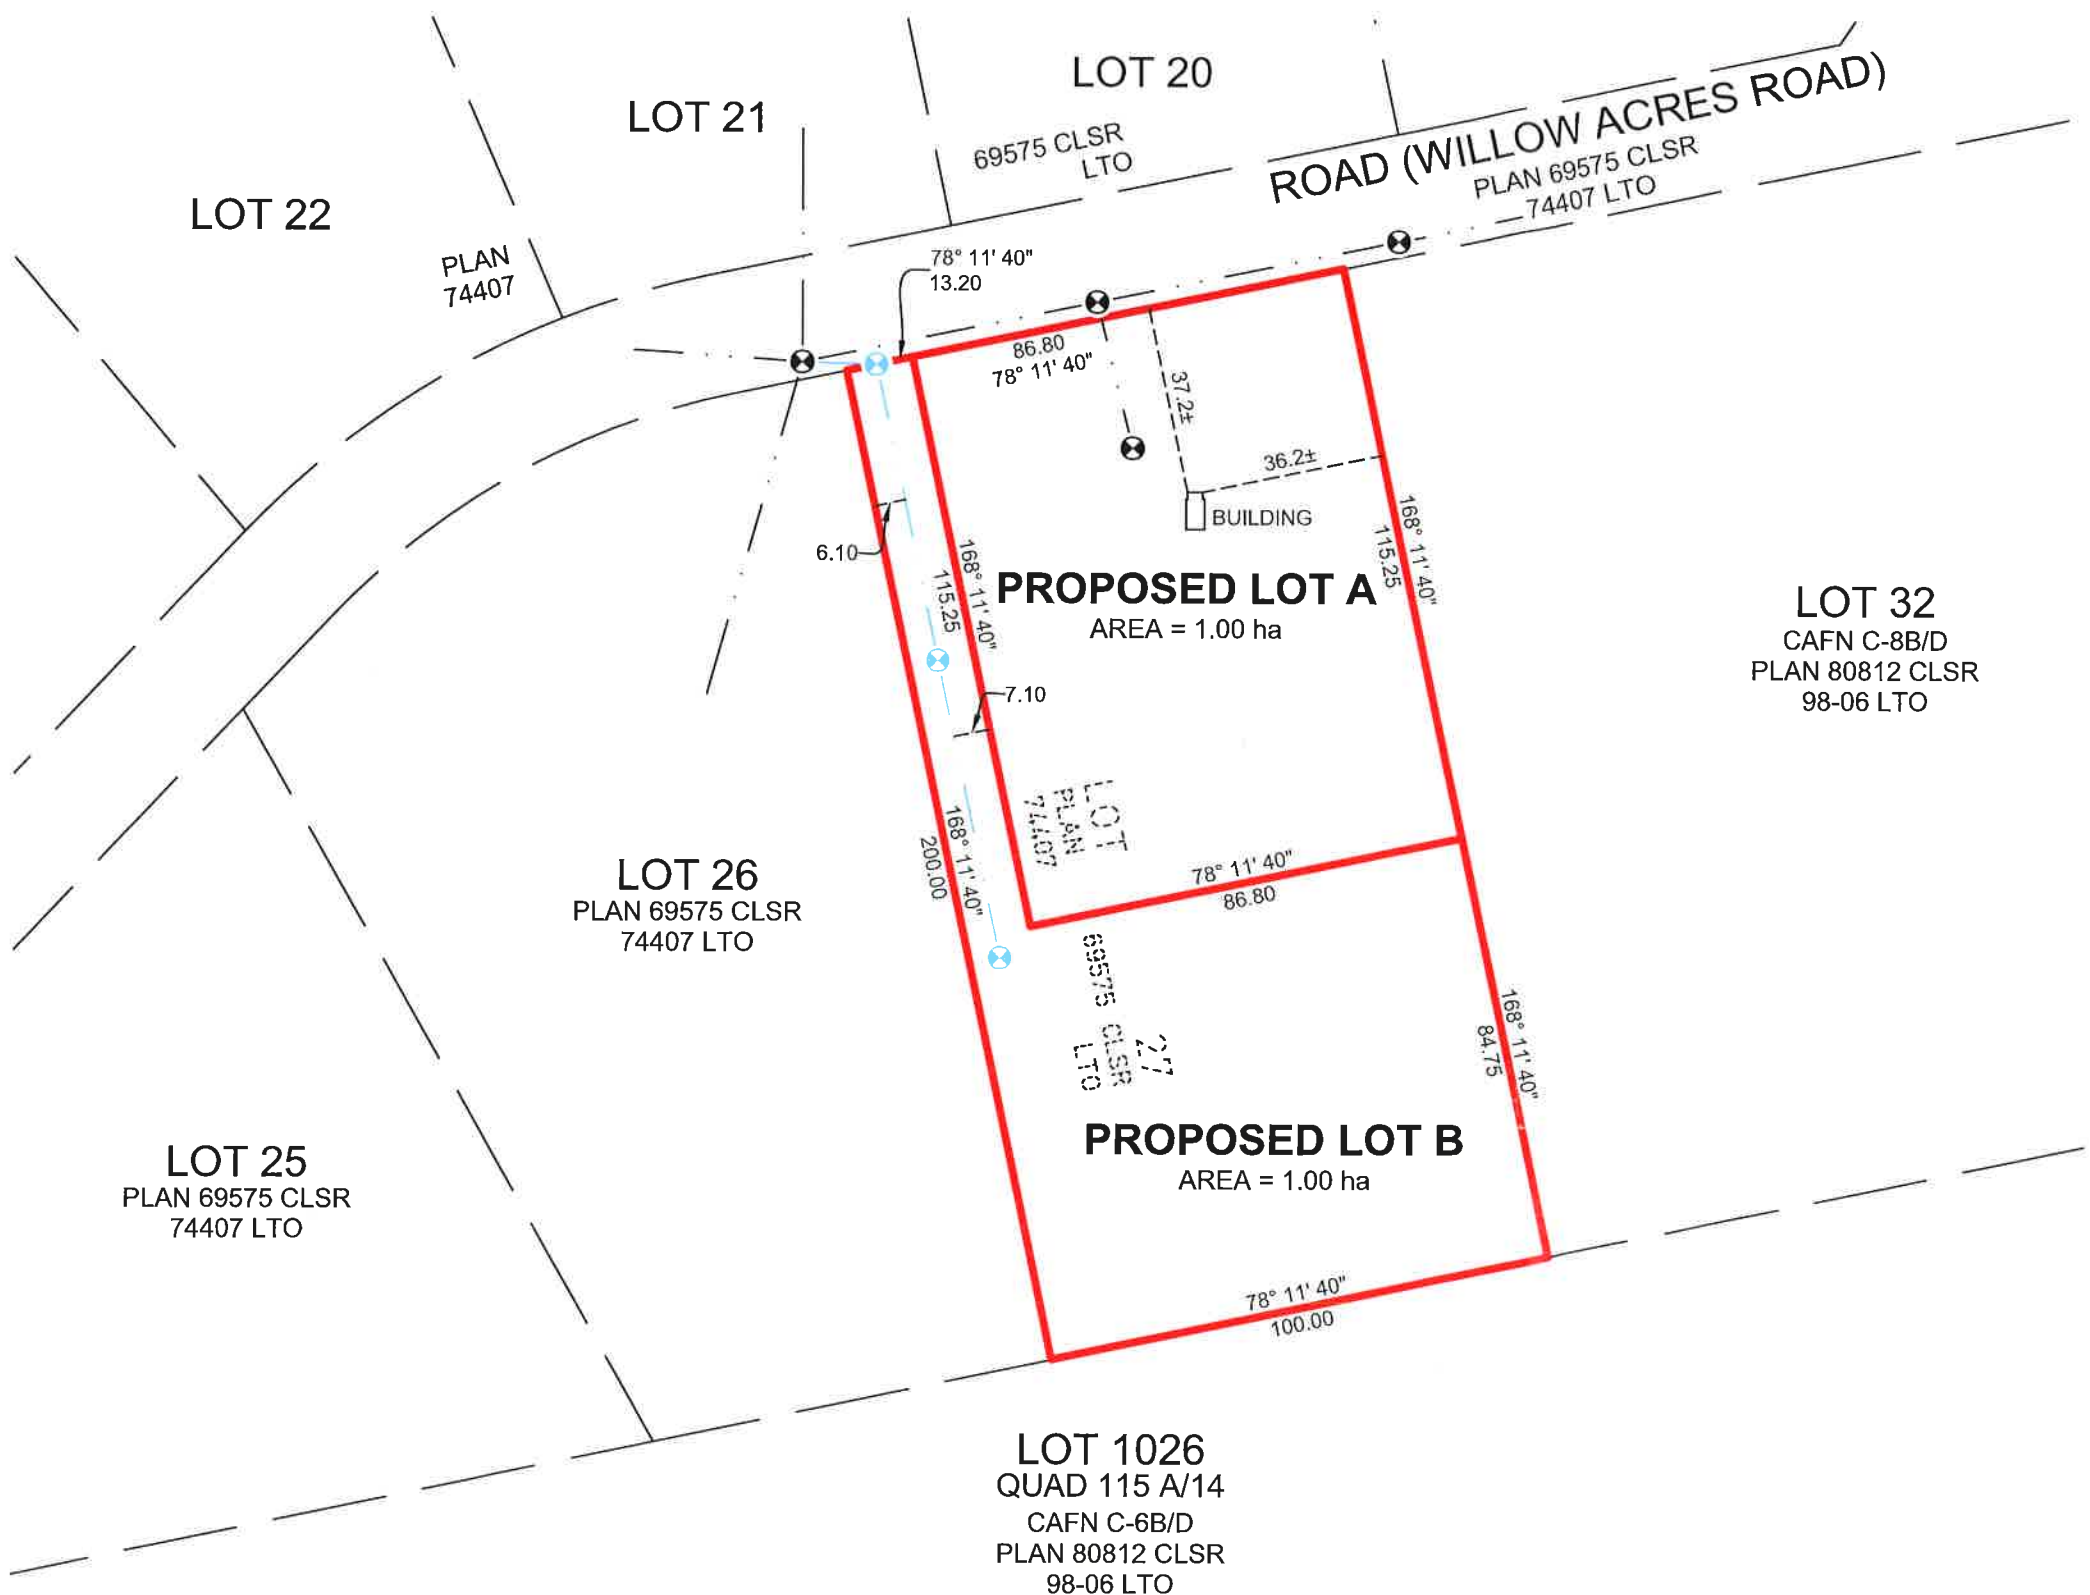 LOT 20
LOT 21
69575 CLSR
LTO
ROAD (WILLOW ACRES ROAD)
PLAN 69575 CLSR
74407 LTO
LOT 22
PLAN
74407
78° 11' 40"
13.20
86.80
78° 11' 40"
37.2±
36.2±
BUILDING
6.10
168° 11' 40"
115.25
168° 11' 40"
115.25
PROPOSED LOT A
AREA = 1.00 ha
LOT 32
CAFN C-8B/D
PLAN 80812 CLSR
98-06 LTO
7.10
LOT
PLAN
74407
168° 11' 40"
200.00
78° 11' 40"
86.80
LOT 26
PLAN 69575 CLSR
74407 LTO
27
69575 CLSR
LTO
168° 11' 40"
84.75
PROPOSED LOT B
AREA = 1.00 ha
LOT 25
PLAN 69575 CLSR
74407 LTO
78° 11' 40"
100.00
LOT 1026
QUAD 115 A/14
CAFN C-6B/D
PLAN 80812 CLSR
98-06 LTO